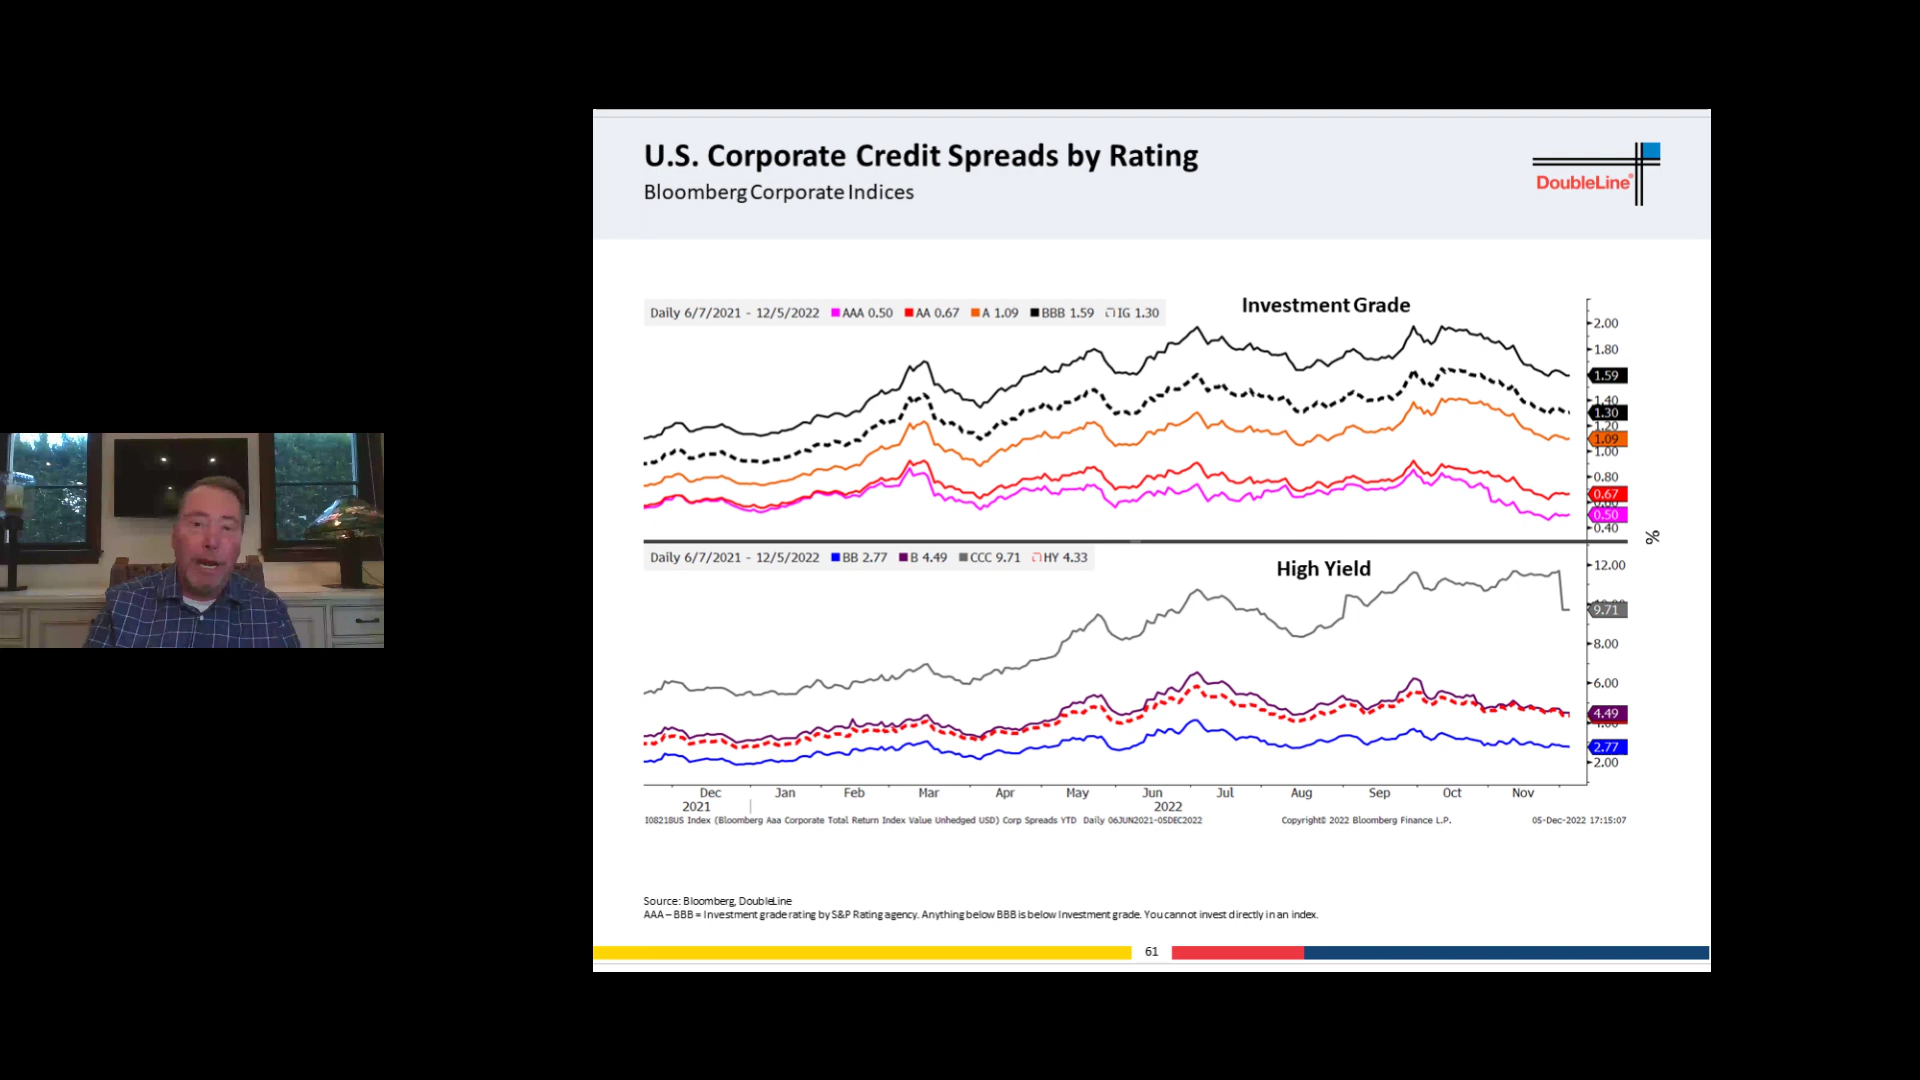 U.S. Corporate Credit Spreads by Rating
Bloomberg Corporate Indices
DoubleLine®
Daily 6/7/2021 - 12/5/2022 AAA 0.50 AA 0.67 A 1.09 BBB 1.59 IG 1.30
Investment Grade
2.00
1.80
1.59
1.40
1.30
1.20
1.09
1.00
0.80
0.67
0.50
0.40
%
Daily 6/7/2021 - 12/5/2022 BB 2.77 B 4.49 CCC 9.71 HY 4.33
High Yield
12.00
9.71
8.00
6.00
4.49
2.77
2.00
Dec Jan Feb Mar Apr May Jun Jul Aug Sep Oct Nov
2021 2022
I08218US Index (Bloomberg Aaa Corporate Total Return Index Value Unhedged USD) Corp Spreads YTD Daily 06JUN2021-05DEC2022 Copyright© 2022 Bloomberg Finance L.P. 05-Dec-2022 17:15:07
Source: Bloomberg, DoubleLine
AAA – BBB = Investment grade rating by S&P Rating agency. Anything below BBB is below Investment grade. You cannot invest directly in an index.
61